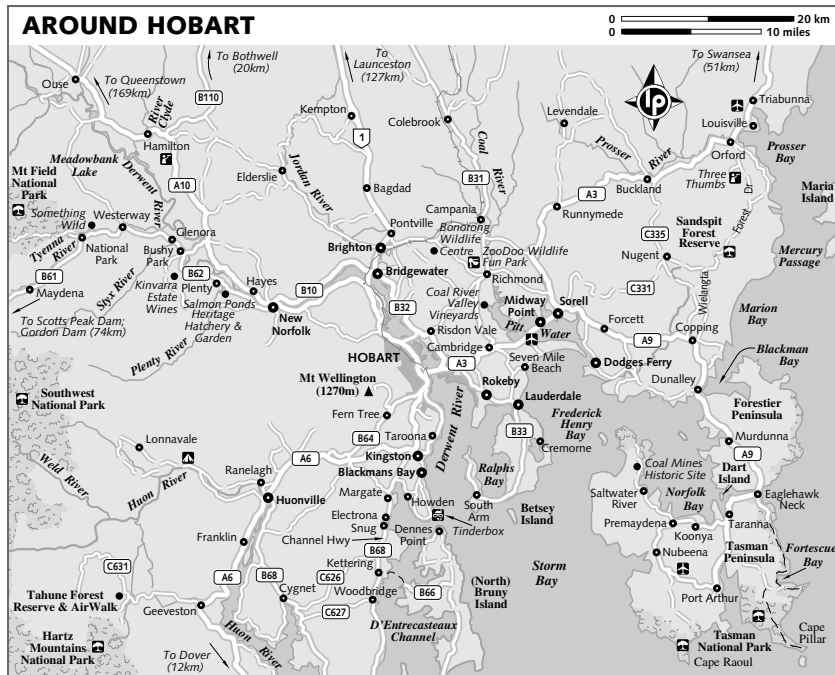 AROUND HOBART
0 20 km
0 10 miles
To Bothwell
(20km)
To
Launceston
(127km)
To Swansea
(51km)
To Queenstown
(169km)
Ouse
B110
River
Clyde
Kempton
Colebrook
Levendale
lp
Triabunna
Louisville
Hamilton
1
Coal
River
Prosser
River
Orford
Prosser
Bay
Meadowbank
Lake
Derwent
River
Elderslie
Jordan River
B31
A3
Buckland
Three
Thumbs
Maria
Island
Mt Field
National
Park
A10
Bagdad
Something
Wild
Westerway
Glenora
Campania
Runnymede
C335
Sandspit
Forest
Reserve
Wielangta
Forest
Dr
Pontville
Bonorong
Wildlife
Centre
ZooDoo Wildlife
Fun Park
Tyenna
River
National
Park
Bushy
Park
Brighton
Nugent
Mercury
Passage
B61
Styx River
B62
Bridgewater
Richmond
Maydena
Kinvarra
Estate
Wines
Plenty
Hayes
B10
C331
Salmon Ponds
Heritage
Hatchery &
Garden
B32
Coal River
Valley
Vineyards
Midway
Point
Sorell
Marion
Bay
To Scotts Peak Dam;
Gordon Dam (74km)
New
Norfolk
Risdon Vale
Pitt
Water
Forcett
A9
Copping
Plenty River
HOBART
Cambridge
A3
Seven Mile
Beach
Dodges Ferry
Blackman
Bay
Mt Wellington
(1270m)
Dunalley
Southwest
National Park
Rokeby
Lauderdale
Forestier
Peninsula
Fern Tree
Derwent River
Frederick
Henry
Bay
Lonnavale
B64
Taroona
B33
Cremorne
Murdunna
Weld River
Huon River
A6
Kingston
A9
Ranelagh
Blackmans Bay
Ralphs
Bay
Coal Mines
Historic Site
Dart
Island
Huonville
Margate
Howden
South
Arm
Saltwater
River
Norfolk
Bay
Eaglehawk
Neck
Electrona
Betsey
Island
Premaydena
Taranna
Franklin
Snug
Dennes
Point
Tinderbox
Koonya
Channel Hwy
Nubeena
Tasman
Peninsula
Fortescue
Bay
C631
B68
Storm
Bay
A6
B68
C626
Kettering
(North)
Bruny
Island
Tahune Forest
Reserve & AirWalk
Cygnet
Woodbridge
B66
Port Arthur
Geeveston
C627
Hartz
Mountains
National Park
Huon River
D'Entrecasteaux
Channel
Tasman
National Park
Cape
Pillar
To Dover
(12km)
Cape Raoul